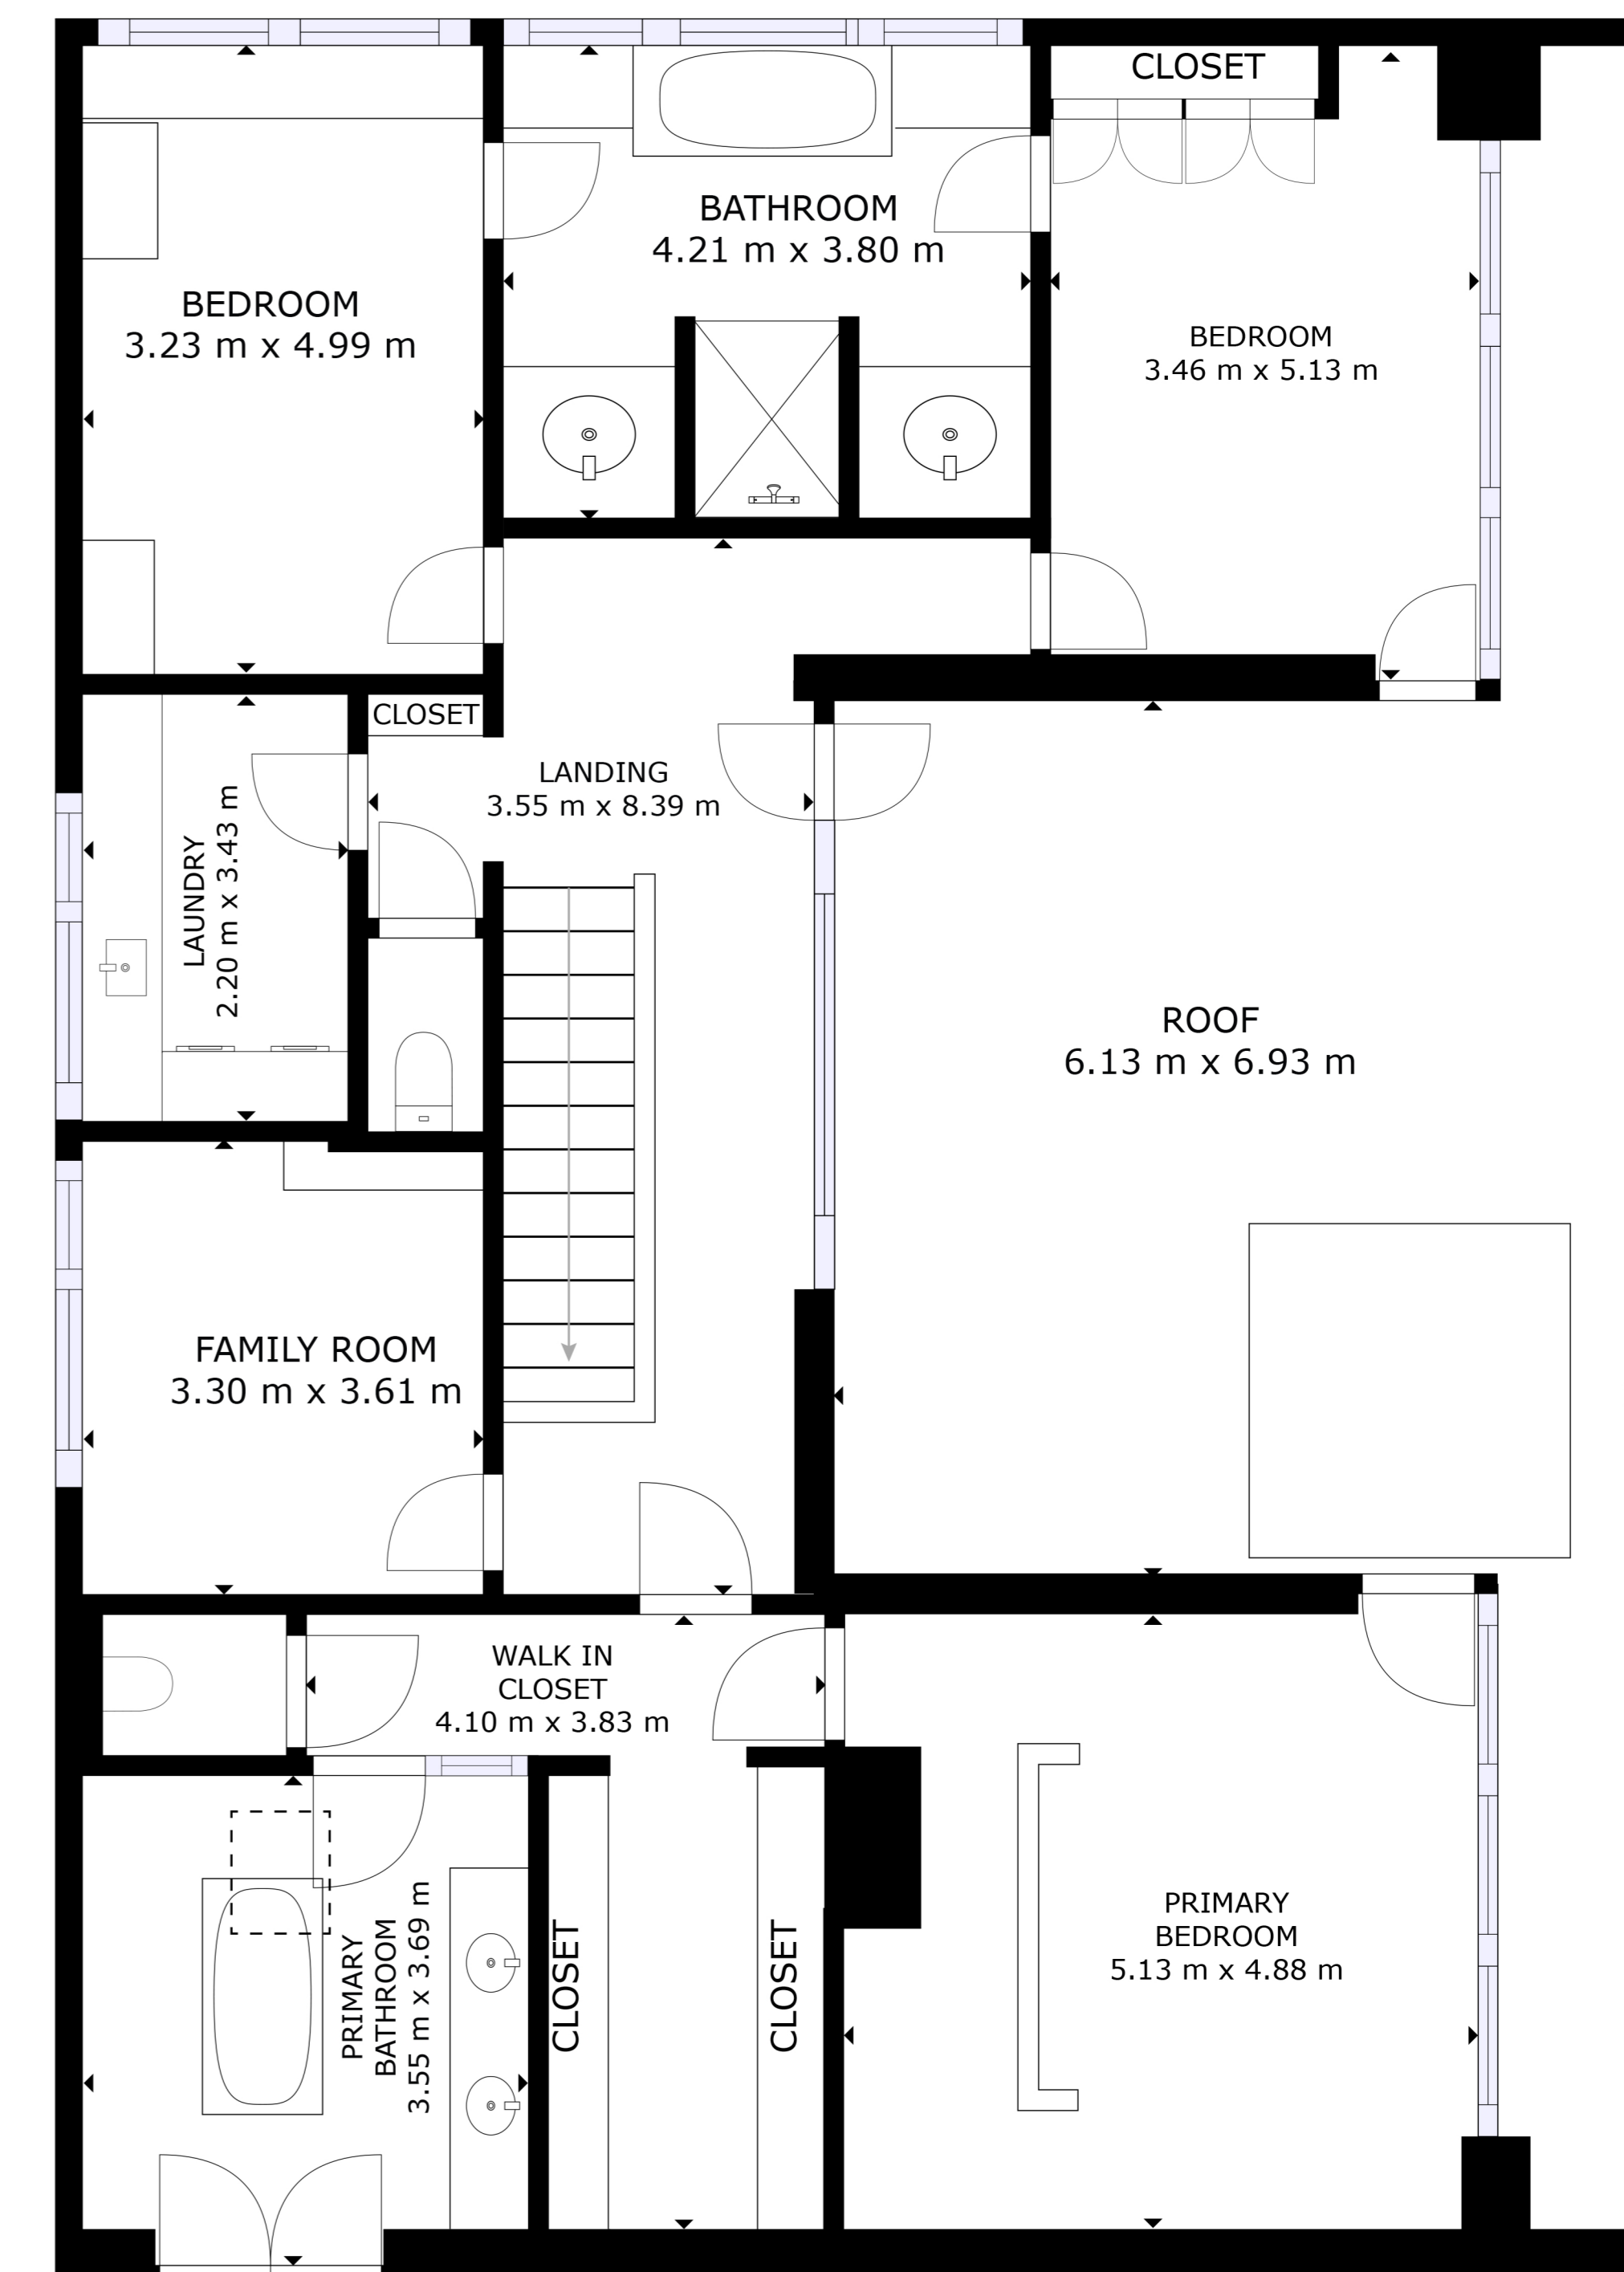 CLOSET
BATHROOM
4.21 m x 3.80 m
BEDROOM
3.23 m x 4.99 m
BEDROOM
3.46 m x 5.13 m
CLOSET
LANDING
3.55 m x 8.39 m
LAUNDRY
2.20 m x 3.43 m
ROOF
6.13 m x 6.93 m
FAMILY ROOM
3.30 m x 3.61 m
WALK IN
CLOSET
4.10 m x 3.83 m
PRIMARY
BATHROOM
3.55 m x 3.69 m
CLOSET
CLOSET
PRIMARY
BEDROOM
5.13 m x 4.88 m